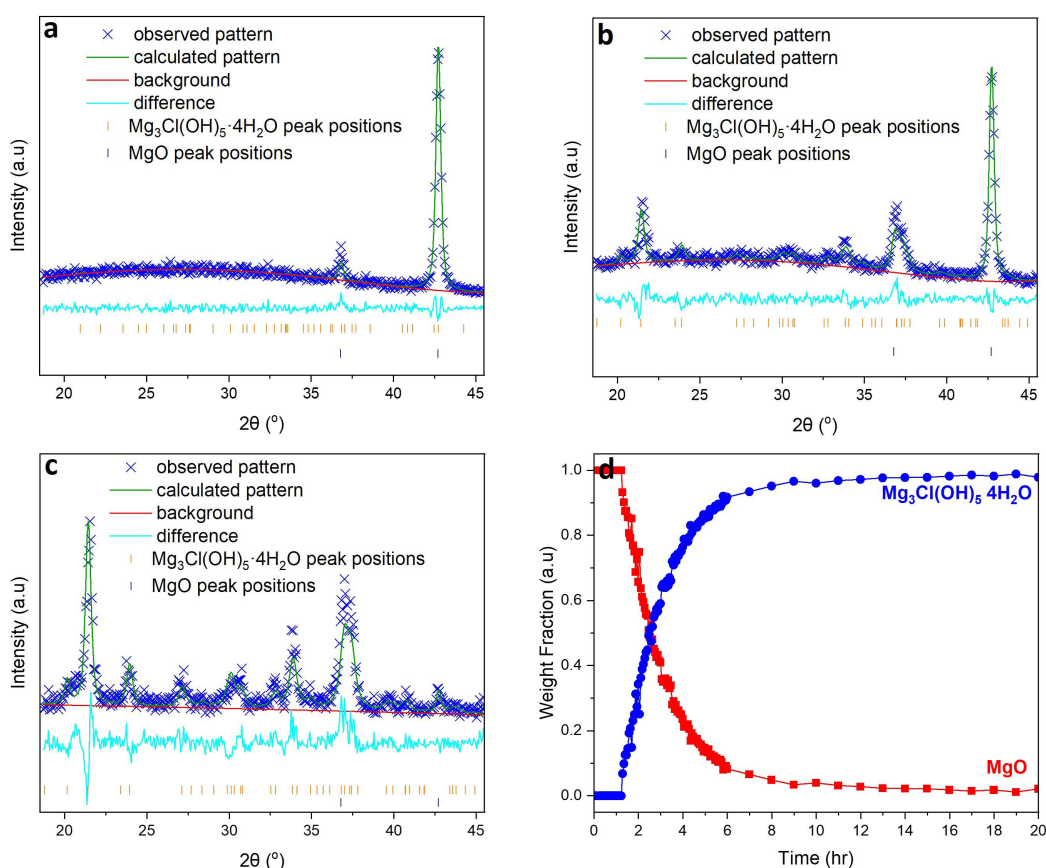 a
observed pattern
calculated pattern
background
difference
Mg₃Cl(OH)₅·4H₂O peak positions
MgO peak positions
Intensity (a.u)
20 25 30 35 40 45
2θ (°)
b
observed pattern
calculated pattern
background
difference
Mg₃Cl(OH)₅·4H₂O peak positions
MgO peak positions
Intensity (a.u)
20 25 30 35 40 45
2θ (°)
c
observed pattern
calculated pattern
background
difference
Mg₃Cl(OH)₅·4H₂O peak positions
MgO peak positions
Intensity (a.u)
20 25 30 35 40 45
2θ (°)
d
1.0
0.8
0.6
0.4
0.2
0.0
Weight Fraction (a.u)
Mg₃Cl(OH)₅ 4H₂O
MgO
0 2 4 6 8 10 12 14 16 18 20
Time (hr)